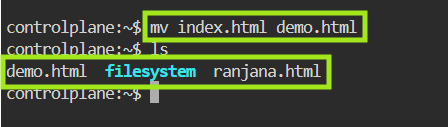 controlplane:~$ mv index.html demo.html
controlplane:~$ ls
demo.html filesystem ranjana.html
controlplane:~$